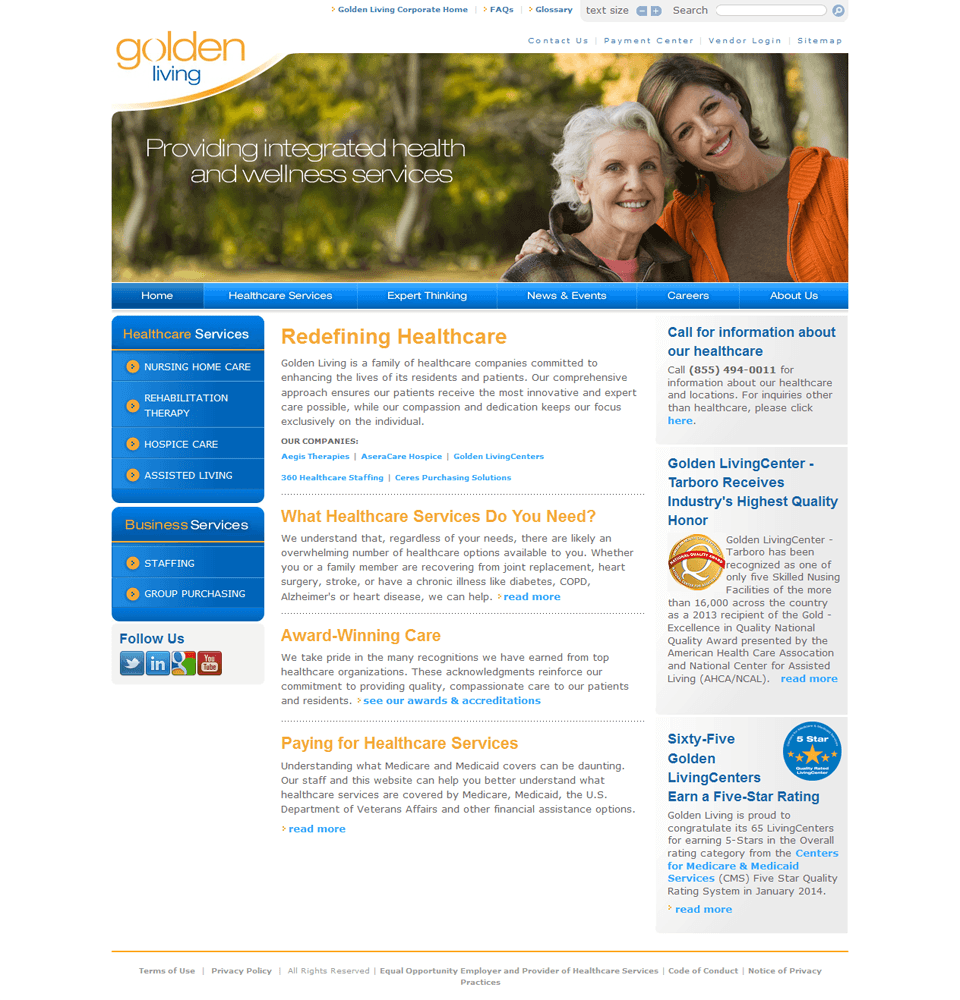 Golden Living Corporate Home | FAQs | Glossary
text size
Search
Contact Us | Payment Center | Vendor Login | Sitemap
golden
living
Providing integrated health
and wellness services
Home
Healthcare Services
Expert Thinking
News & Events
Careers
About Us
Healthcare Services
NURSING HOME CARE
REHABILITATION
THERAPY
HOSPICE CARE
ASSISTED LIVING
Business Services
STAFFING
GROUP PURCHASING
Follow Us
in
g
You
Tube
Redefining Healthcare
Golden Living is a family of healthcare companies committed to
enhancing the lives of its residents and patients. Our comprehensive
approach ensures our patients receive the most innovative and expert
care possible, while our compassion and dedication keeps our focus
exclusively on the individual.
OUR COMPANIES:
Aegis Therapies | AseraCare Hospice | Golden LivingCenters
360 Healthcare Staffing | Ceres Purchasing Solutions
What Healthcare Services Do You Need?
We understand that, regardless of your needs, there are likely an
overwhelming number of healthcare options available to you. Whether
you or a family member are recovering from joint replacement, heart
surgery, stroke, or have a chronic illness like diabetes, COPD,
Alzheimer's or heart disease, we can help. read more
Award-Winning Care
We take pride in the many recognitions we have earned from top
healthcare organizations. These acknowledgments reinforce our
commitment to providing quality, compassionate care to our patients
and residents. see our awards & accreditations
Paying for Healthcare Services
Understanding what Medicare and Medicaid covers can be daunting.
Our staff and this website can help you better understand what
healthcare services are covered by Medicare, Medicaid, the U.S.
Department of Veterans Affairs and other financial assistance options.
read more
Call for information about
our healthcare
Call (855) 494-0011 for
information about our healthcare
and locations. For inquiries other
than healthcare, please click
here.
Golden LivingCenter -
Tarboro Receives
Industry's Highest Quality
Honor
NATIONAL QUALITY AWARD
Golden LivingCenter -
Tarboro has been
recognized as one of
only five Skilled Nusing
Facilities of the more
than 16,000 across the country
as a 2013 recipient of the Gold -
Excellence in Quality National
Quality Award presented by the
American Health Care Assocation
and National Center for Assisted
Living (AHCA/NCAL). read more
Sixty-Five
Golden
LivingCenters
Earn a Five-Star Rating
5 Star
Quality Rated
LivingCenter
Golden Living is proud to
congratulate its 65 LivingCenters
for earning 5-Stars in the Overall
rating category from the Centers
for Medicare & Medicaid
Services (CMS) Five Star Quality
Rating System in January 2014.
read more
Terms of Use | Privacy Policy | All Rights Reserved | Equal Opportunity Employer and Provider of Healthcare Services | Code of Conduct | Notice of Privacy
Practices